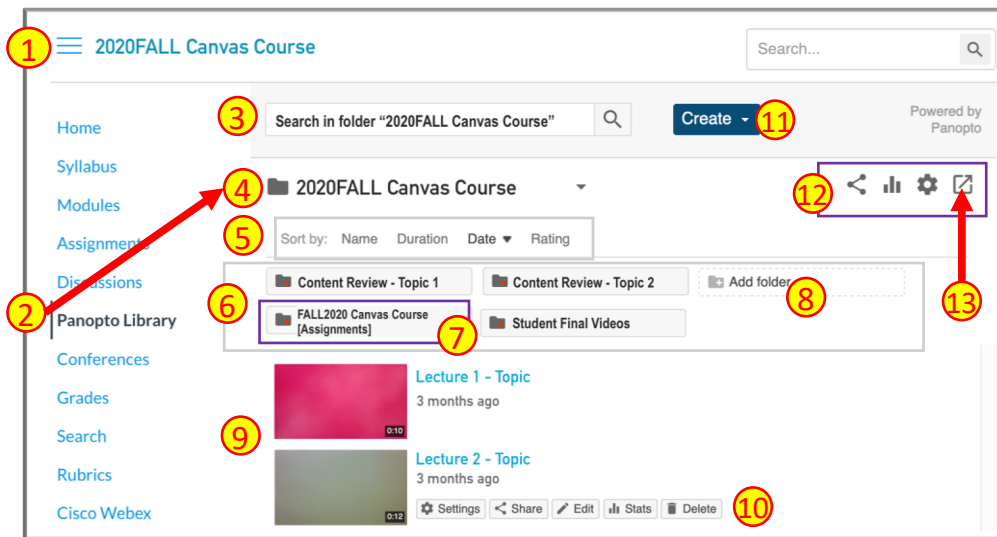 1
2020FALL Canvas Course
Search...
Home
Syllabus
Modules
Assignments
Discussions
Panopto Library
Conferences
Grades
Search
Rubrics
Cisco Webex
2
3
Search in folder “2020FALL Canvas Course”
Create
11
Powered by
Panopto
4
2020FALL Canvas Course
12
5
Sort by: Name Duration Date Rating
6
Content Review - Topic 1
Content Review - Topic 2
Add folder
8
13
FALL2020 Canvas Course
[Assignments]
7
Student Final Videos
9
0:10
Lecture 1 - Topic
3 months ago
0:12
Lecture 2 - Topic
3 months ago
Settings Share Edit Stats Delete
10